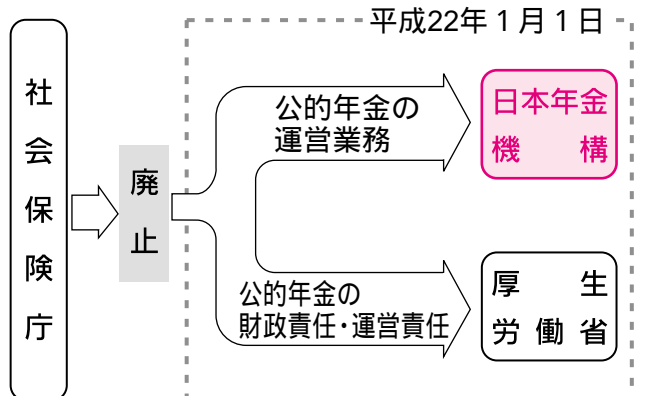 平成22年１月１日
社会保険庁
廃止
公的年金の
運営業務
日本年金
機構
公的年金の
財政責任・運営責任
厚生
労働省